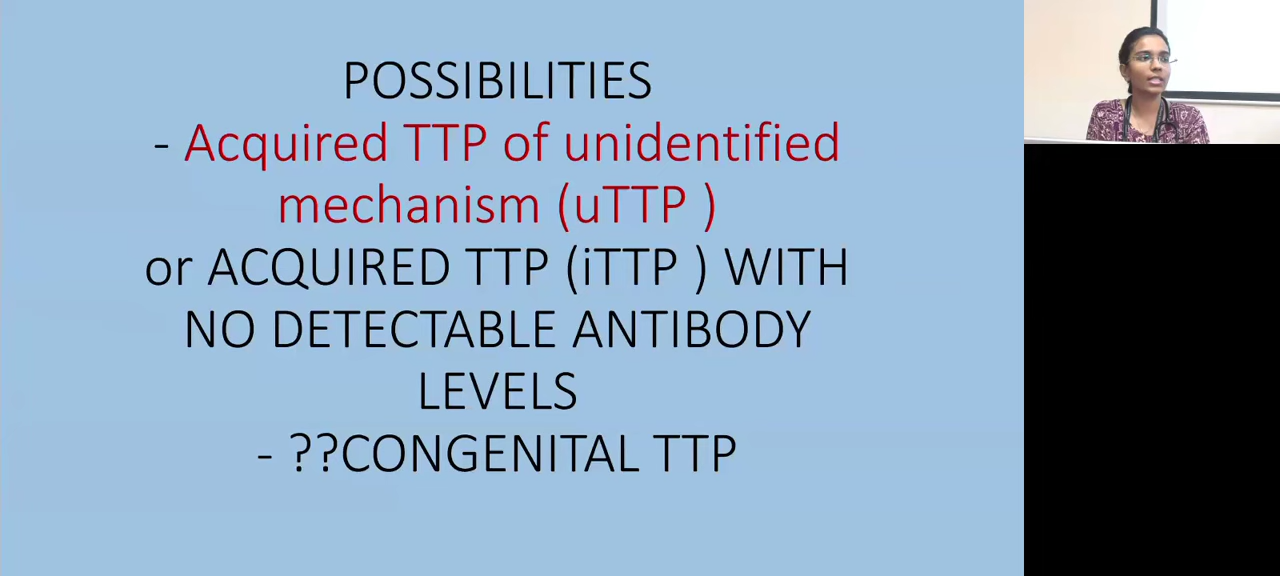 POSSIBILITIES
- Acquired TTP of unidentified
mechanism (uTTP )
or ACQUIRED TTP (iTTP ) WITH
NO DETECTABLE ANTIBODY
LEVELS
- ??CONGENITAL TTP